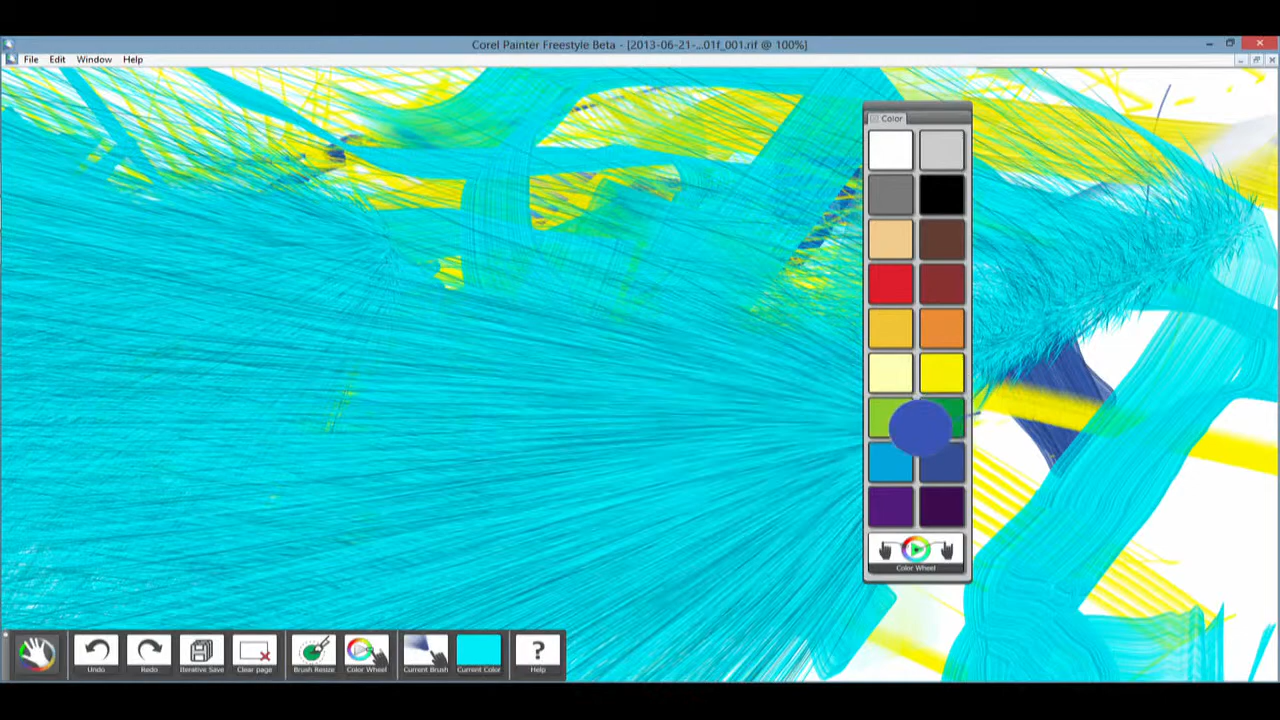 Corel Painter Freestyle Beta - [2013-06-21-...01f_001.rif @ 100%]
File Edit Window Help
Color
Color Wheel
Undo Redo Iterative Save Clear page Brush Resize Color Wheel Current Brush Current Color ? Help